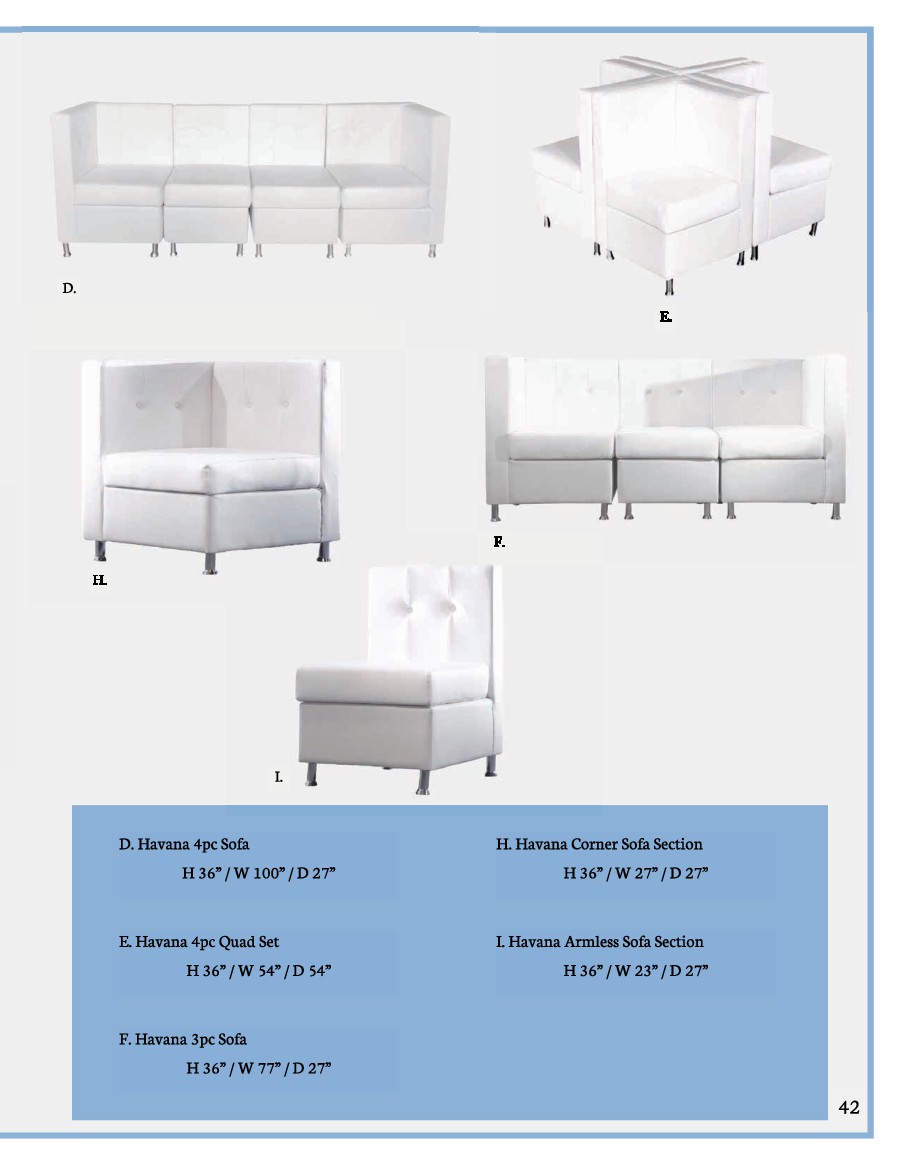 D.
E.
H.
F.
I.
D. Havana 4pc Sofa
H 36” / W 100” / D 27”
E. Havana 4pc Quad Set
H 36” / W 54” / D 54”
F. Havana 3pc Sofa
H 36” / W 77” / D 27”
H. Havana Corner Sofa Section
H 36” / W 27” / D 27”
I. Havana Armless Sofa Section
H 36” / W 23” / D 27”
42